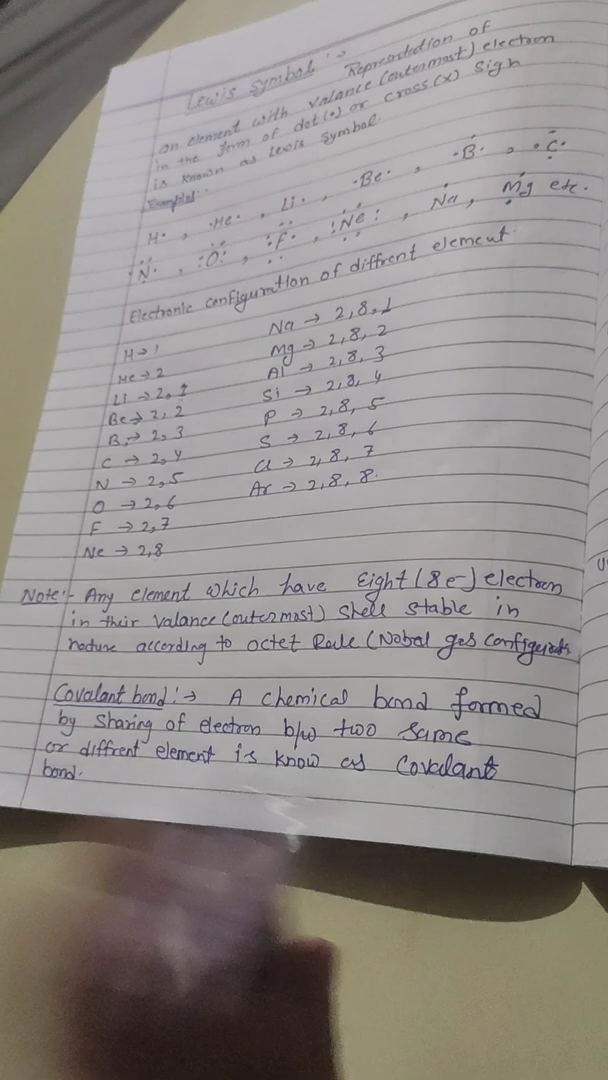 Lewis Symbol :->
Representation of
an element with valance (outermost) electron
in the form of dot (•) or cross (x) sign
is known as Lewis symbol.
Examples:-
H• , •He• , Li• , •Be• , •B• , •C•
N• , :O: , :F: , :Ne: , Na , Mg etc.
Electronic configuration of diffrent element.
H → 1
He → 2
Li → 2, 1
Be → 2, 2
B → 2, 3
C → 2, 4
N → 2, 5
O → 2, 6
F → 2, 7
Ne → 2, 8
Na → 2, 8, 1
Mg → 2, 8, 2
Al → 2, 8, 3
Si → 2, 8, 4
P → 2, 8, 5
S → 2, 8, 6
Cl → 2, 8, 7
Ar → 2, 8, 8.
Note:- Any element which have Eight (8e-) electron
in thir valance (outermost) shell stable in
nature according to octet Rule (Nobel gas
Covalant bond :→ A chemical bond formed
by sharing of electron b/w two same
or diffrent element is know as Covalant
bond.